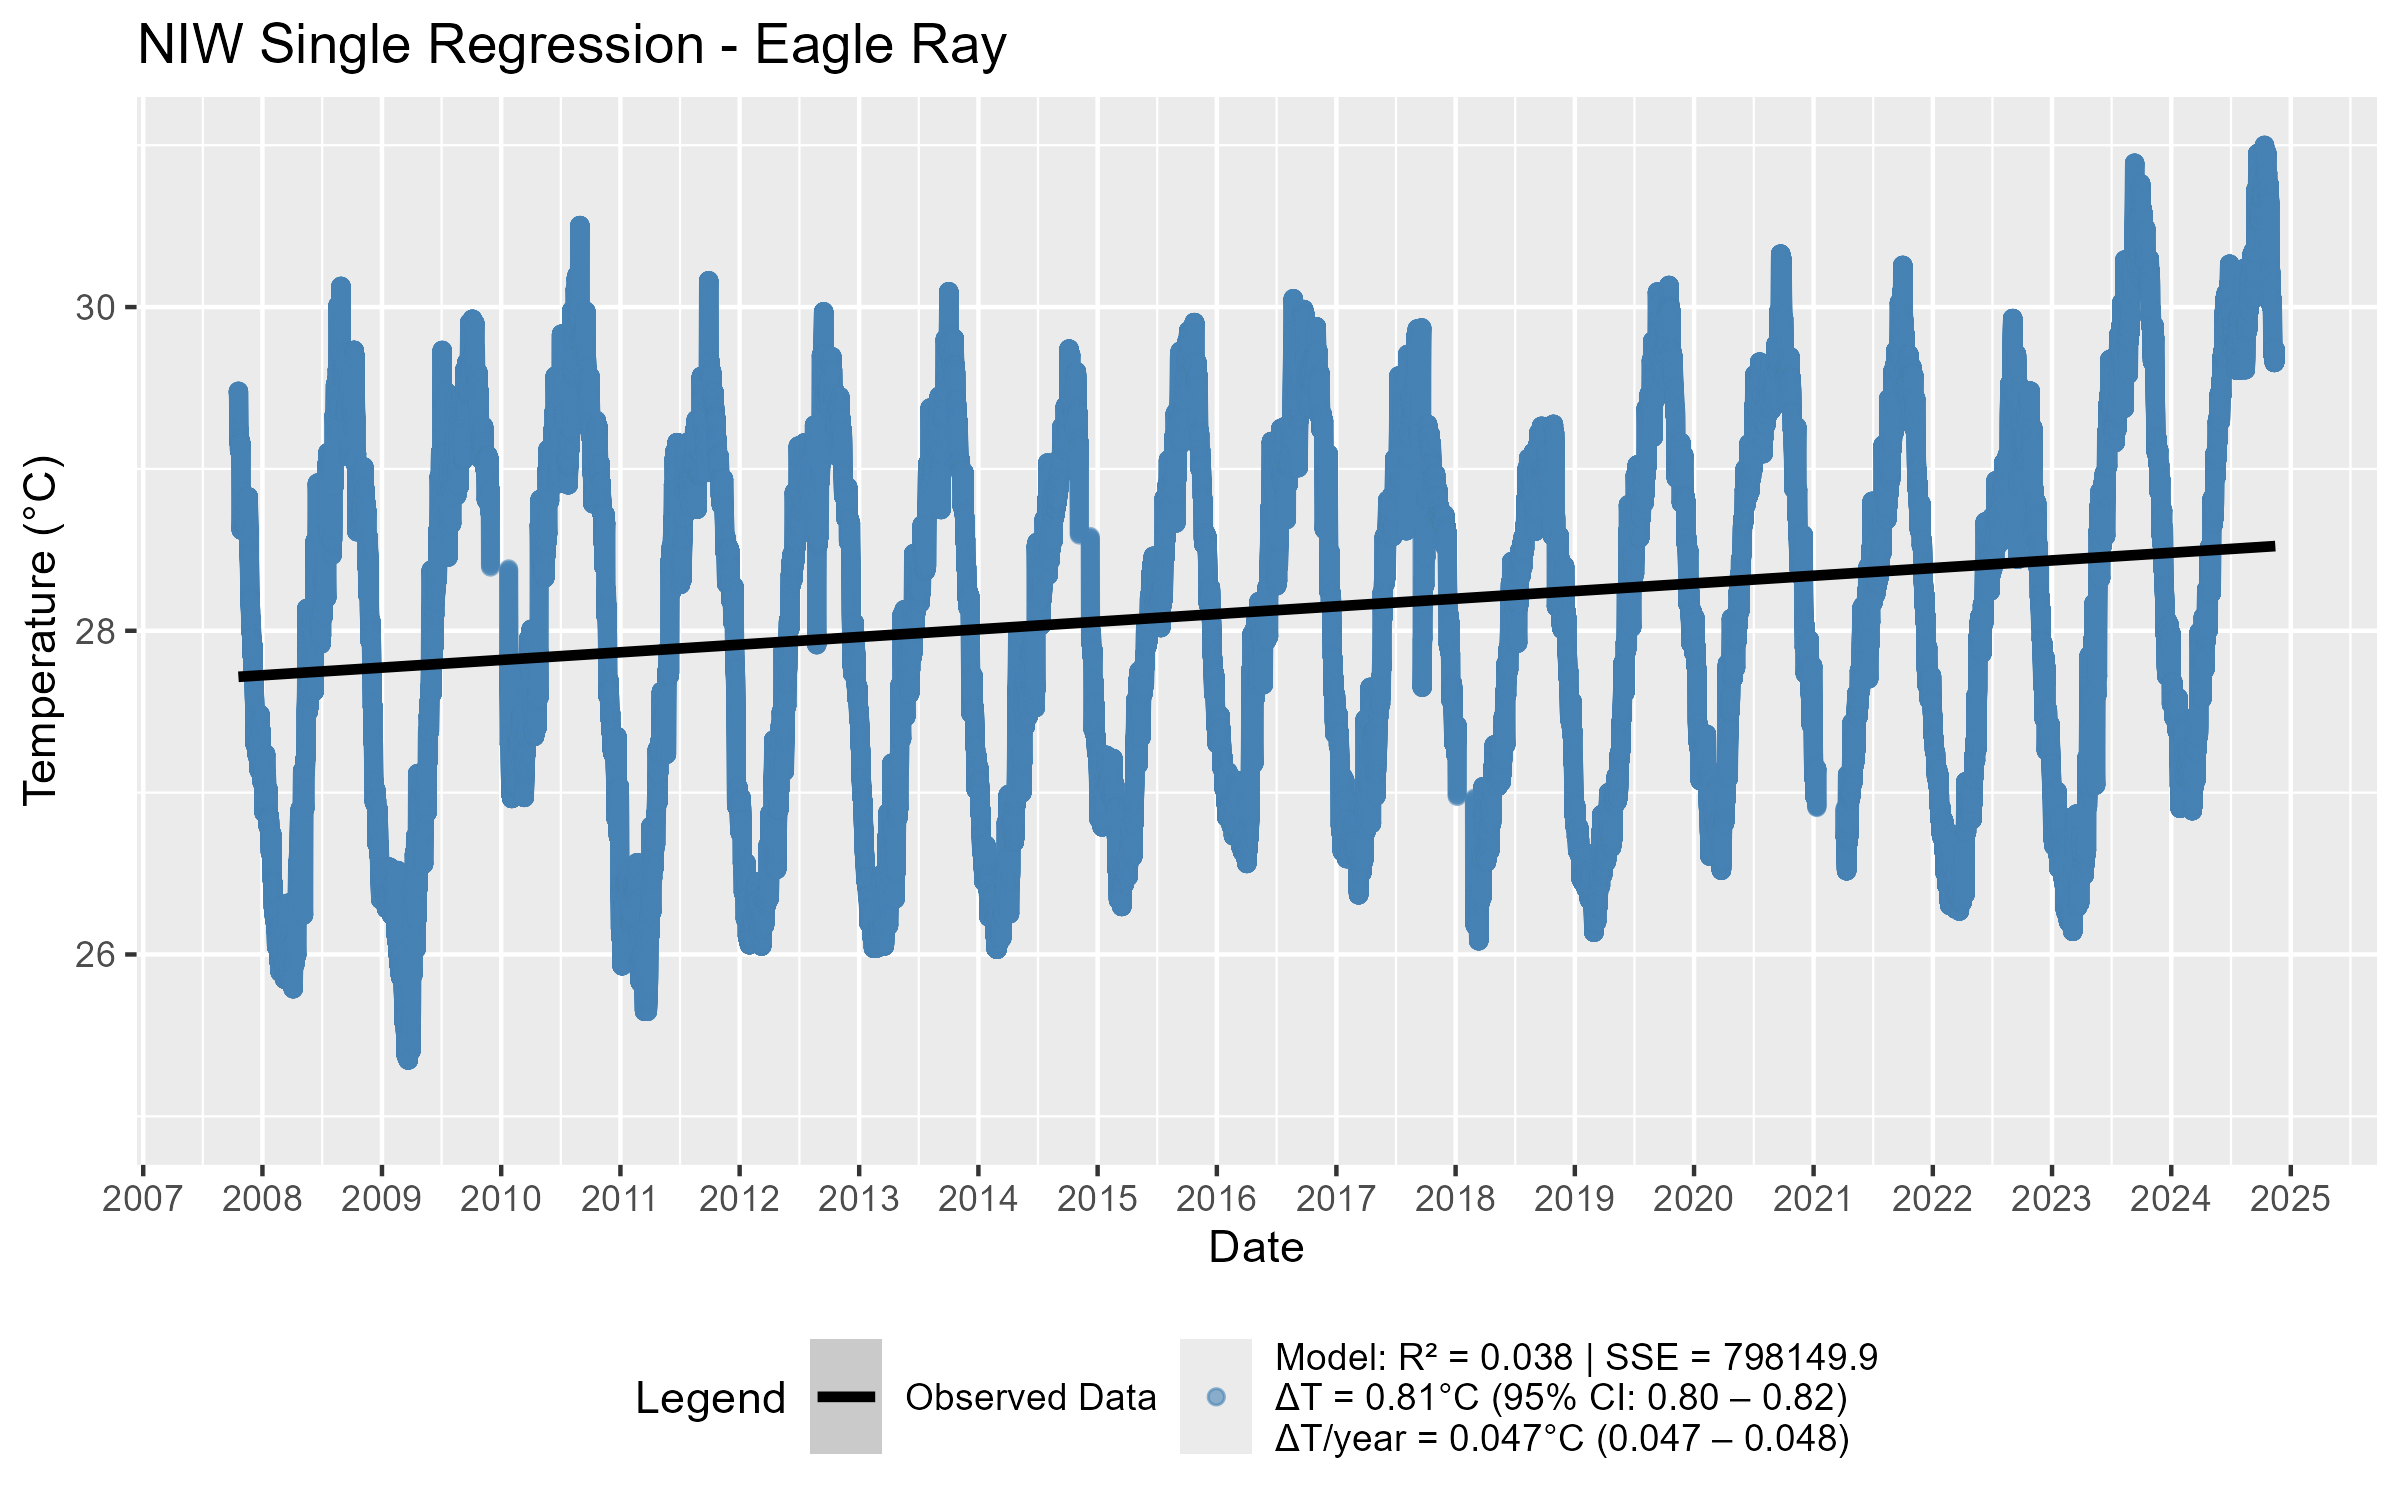 NIW Single Regression - Eagle Ray
Temperature (°C)
30
28
26
2007 2008 2009 2010 2011 2012 2013 2014 2015 2016 2017 2018 2019 2020 2021 2022 2023 2024 2025
Date
Legend
Observed Data
Model: R² = 0.038 | SSE = 798149.9
ΔT = 0.81°C (95% CI: 0.80 – 0.82)
ΔT/year = 0.047°C (0.047 – 0.048)